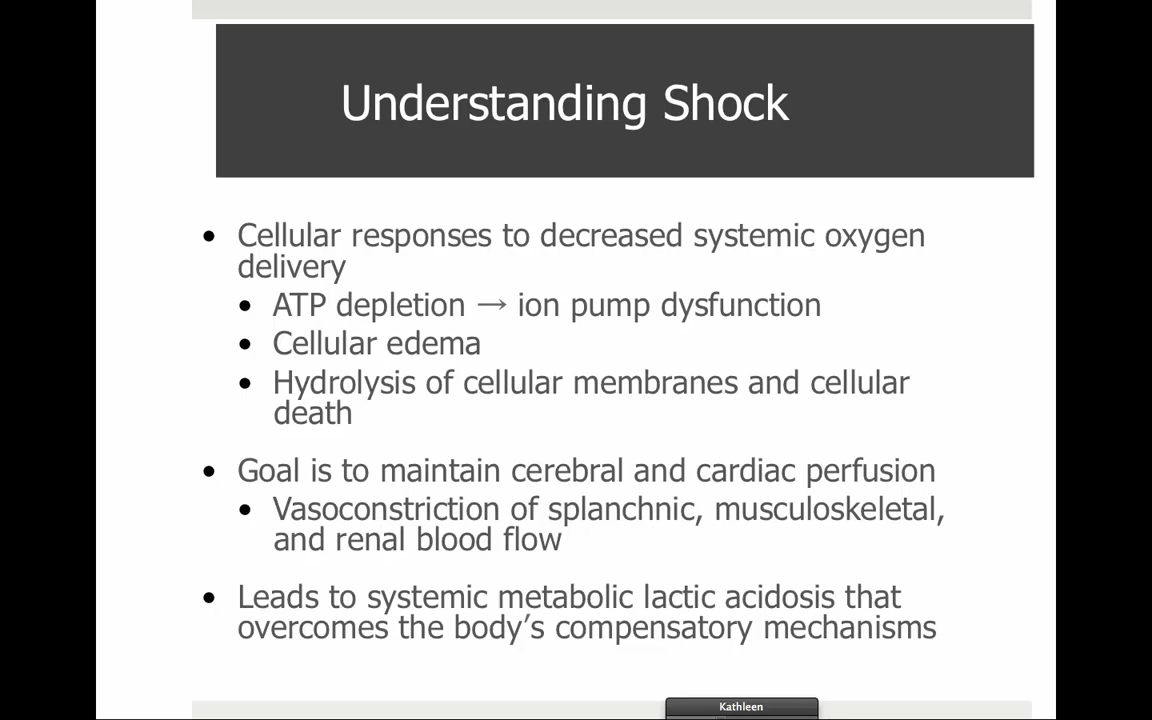 Understanding Shock
• Cellular responses to decreased systemic oxygen
delivery
• ATP depletion → ion pump dysfunction
• Cellular edema
• Hydrolysis of cellular membranes and cellular
death
• Goal is to maintain cerebral and cardiac perfusion
• Vasoconstriction of splanchnic, musculoskeletal,
and renal blood flow
• Leads to systemic metabolic lactic acidosis that
overcomes the body’s compensatory mechanisms
Kathleen